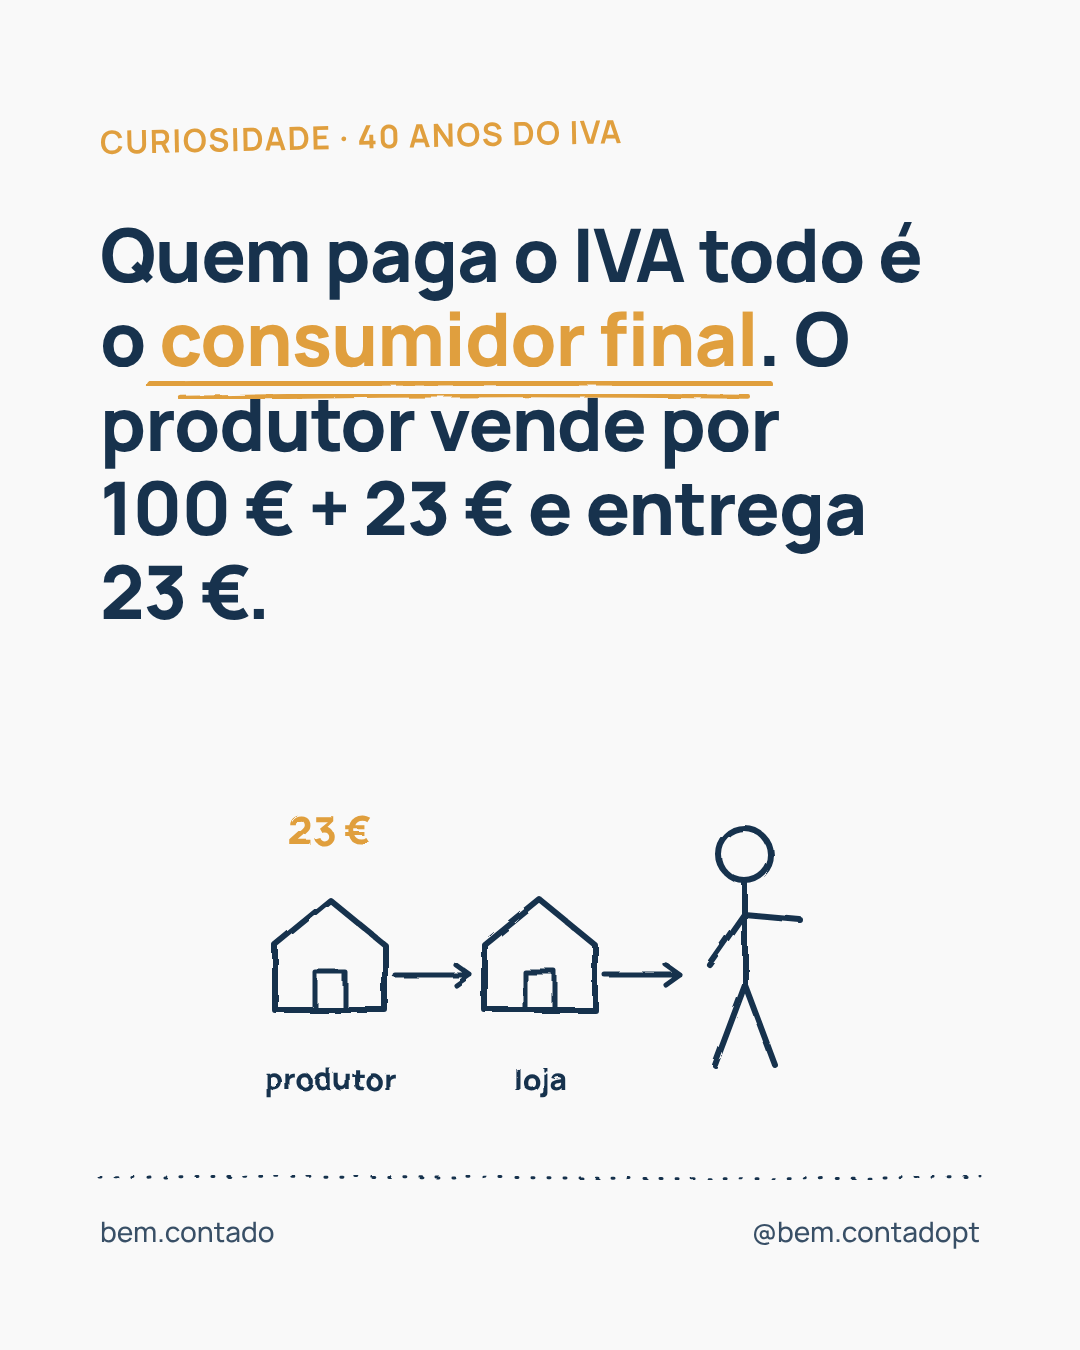 CURIOSIDADE · 40 ANOS DO IVA
Quem paga o IVA todo é
o consumidor final. O
produtor vende por
100 € + 23 € e entrega
23 €.
23 €
produtor
loja
bem.contado
@bem.contadopt